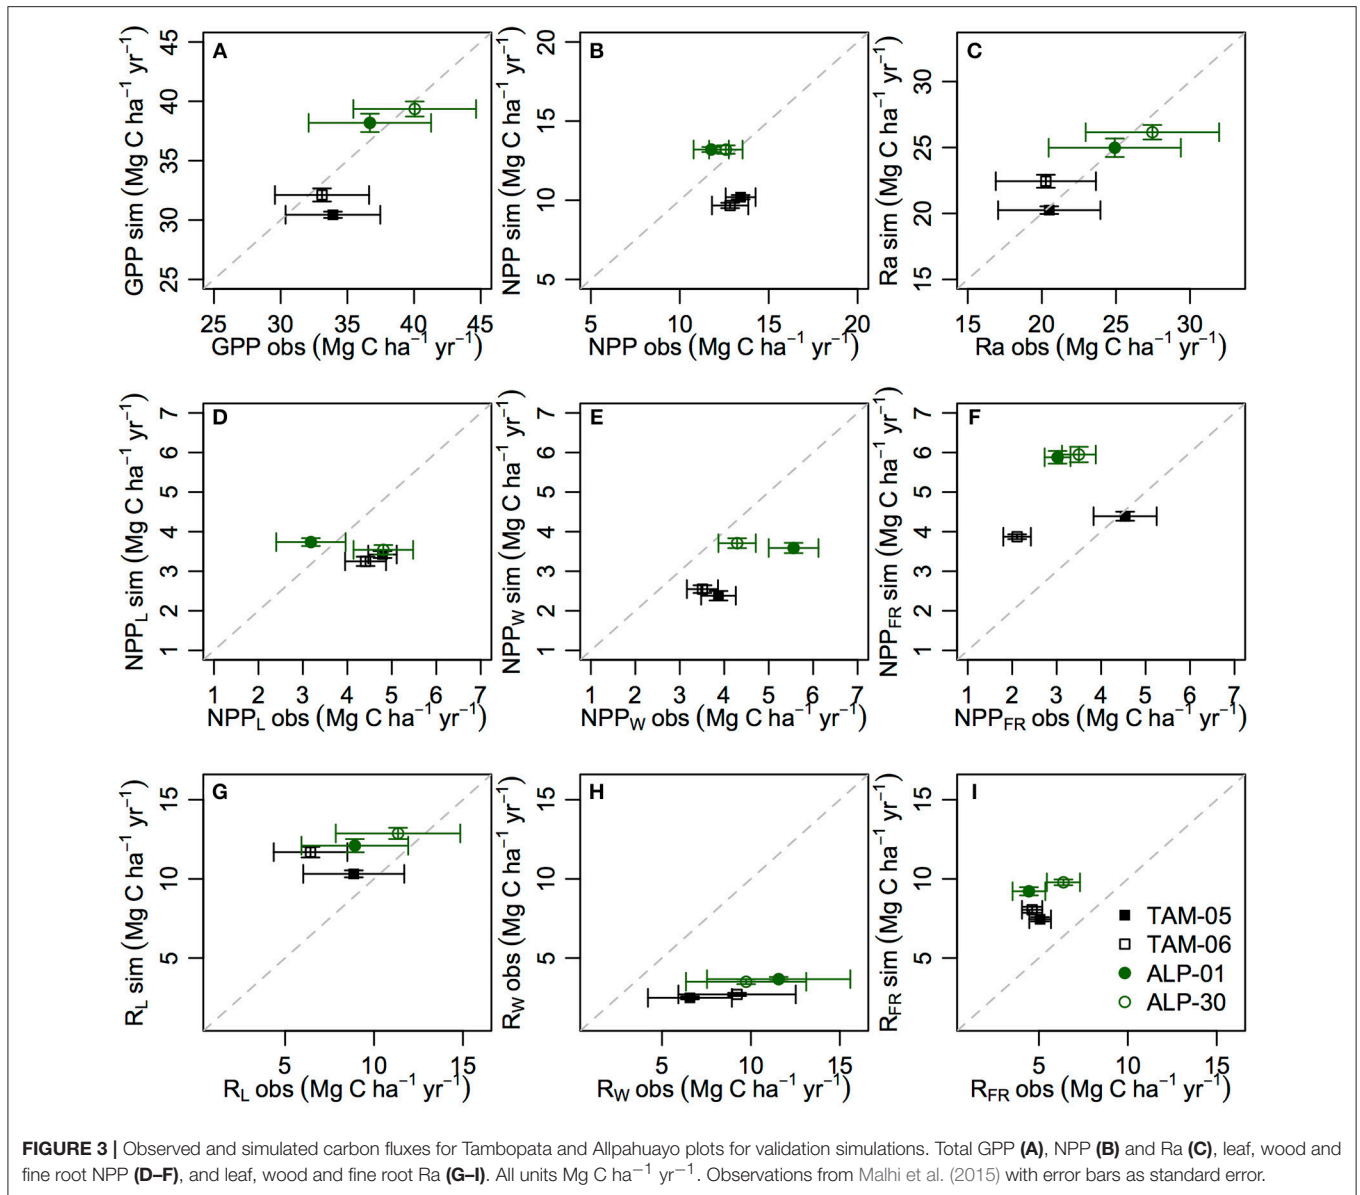 A
GPP sim (Mg C ha−1 yr−1)
45
40
35
30
25
25 30 35 40 45
GPP obs (Mg C ha−1 yr−1)
B
NPP sim (Mg C ha−1 yr−1)
20
15
10
5
5 10 15 20
NPP obs (Mg C ha−1 yr−1)
C
Ra sim (Mg C ha−1 yr−1)
30
25
20
15
15 20 25 30
Ra obs (Mg C ha−1 yr−1)
D
NPPL sim (Mg C ha−1 yr−1)
7
6
5
4
3
2
1
1 2 3 4 5 6 7
NPPL obs (Mg C ha−1 yr−1)
E
NPPW sim (Mg C ha−1 yr−1)
7
6
5
4
3
2
1
1 2 3 4 5 6 7
NPPW obs (Mg C ha−1 yr−1)
F
NPPFR sim (Mg C ha−1 yr−1)
7
6
5
4
3
2
1
1 2 3 4 5 6 7
NPPFR obs (Mg C ha−1 yr−1)
G
RL sim (Mg C ha−1 yr−1)
15
10
5
5 10 15
RL obs (Mg C ha−1 yr−1)
H
RW obs (Mg C ha−1 yr−1)
15
10
5
5 10 15
RW obs (Mg C ha−1 yr−1)
I
RFR sim (Mg C ha−1 yr−1)
15
10
5
TAM-05
TAM-06
ALP-01
ALP-30
5 10 15
RFR obs (Mg C ha−1 yr−1)
FIGURE 3 | Observed and simulated carbon fluxes for Tambopata and Allpahuayo plots for validation simulations. Total GPP (A), NPP (B) and Ra (C), leaf, wood and
fine root NPP (D–F), and leaf, wood and fine root Ra (G–I). All units Mg C ha−1 yr−1. Observations from Malhi et al. (2015) with error bars as standard error.